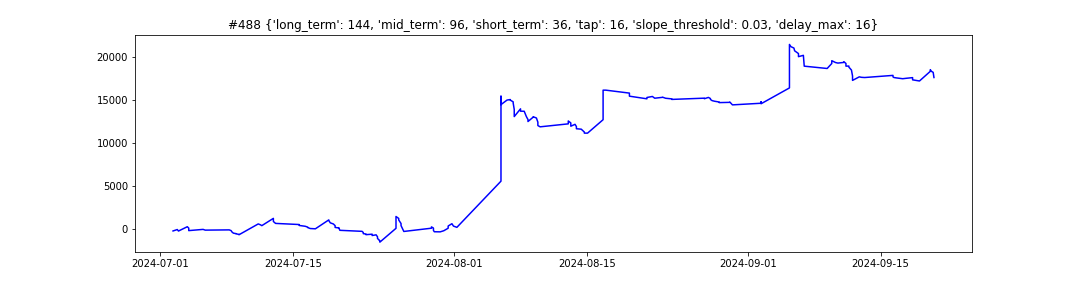 #488 {'long_term': 144, 'mid_term': 96, 'short_term': 36, 'tap': 16, 'slope_threshold': 0.03, 'delay_max': 16}
20000
15000
10000
5000
0
2024-07-01 2024-07-15 2024-08-01 2024-08-15 2024-09-01 2024-09-15